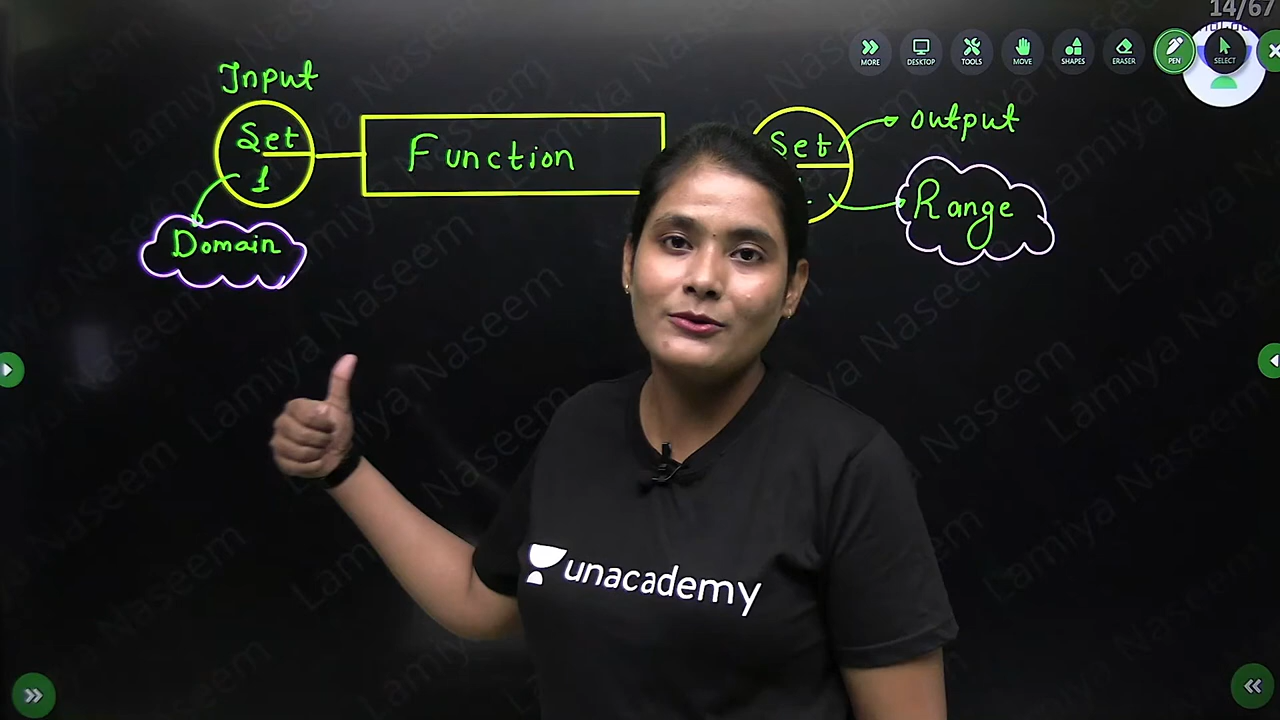 14/67
MORE
DESKTOP
TOOLS
MOVE
SHAPES
ERASER
PEN
SELECT
Input
Set
1
Domain
Function
Set
output
Range
unacademy
Lamiya Naseem